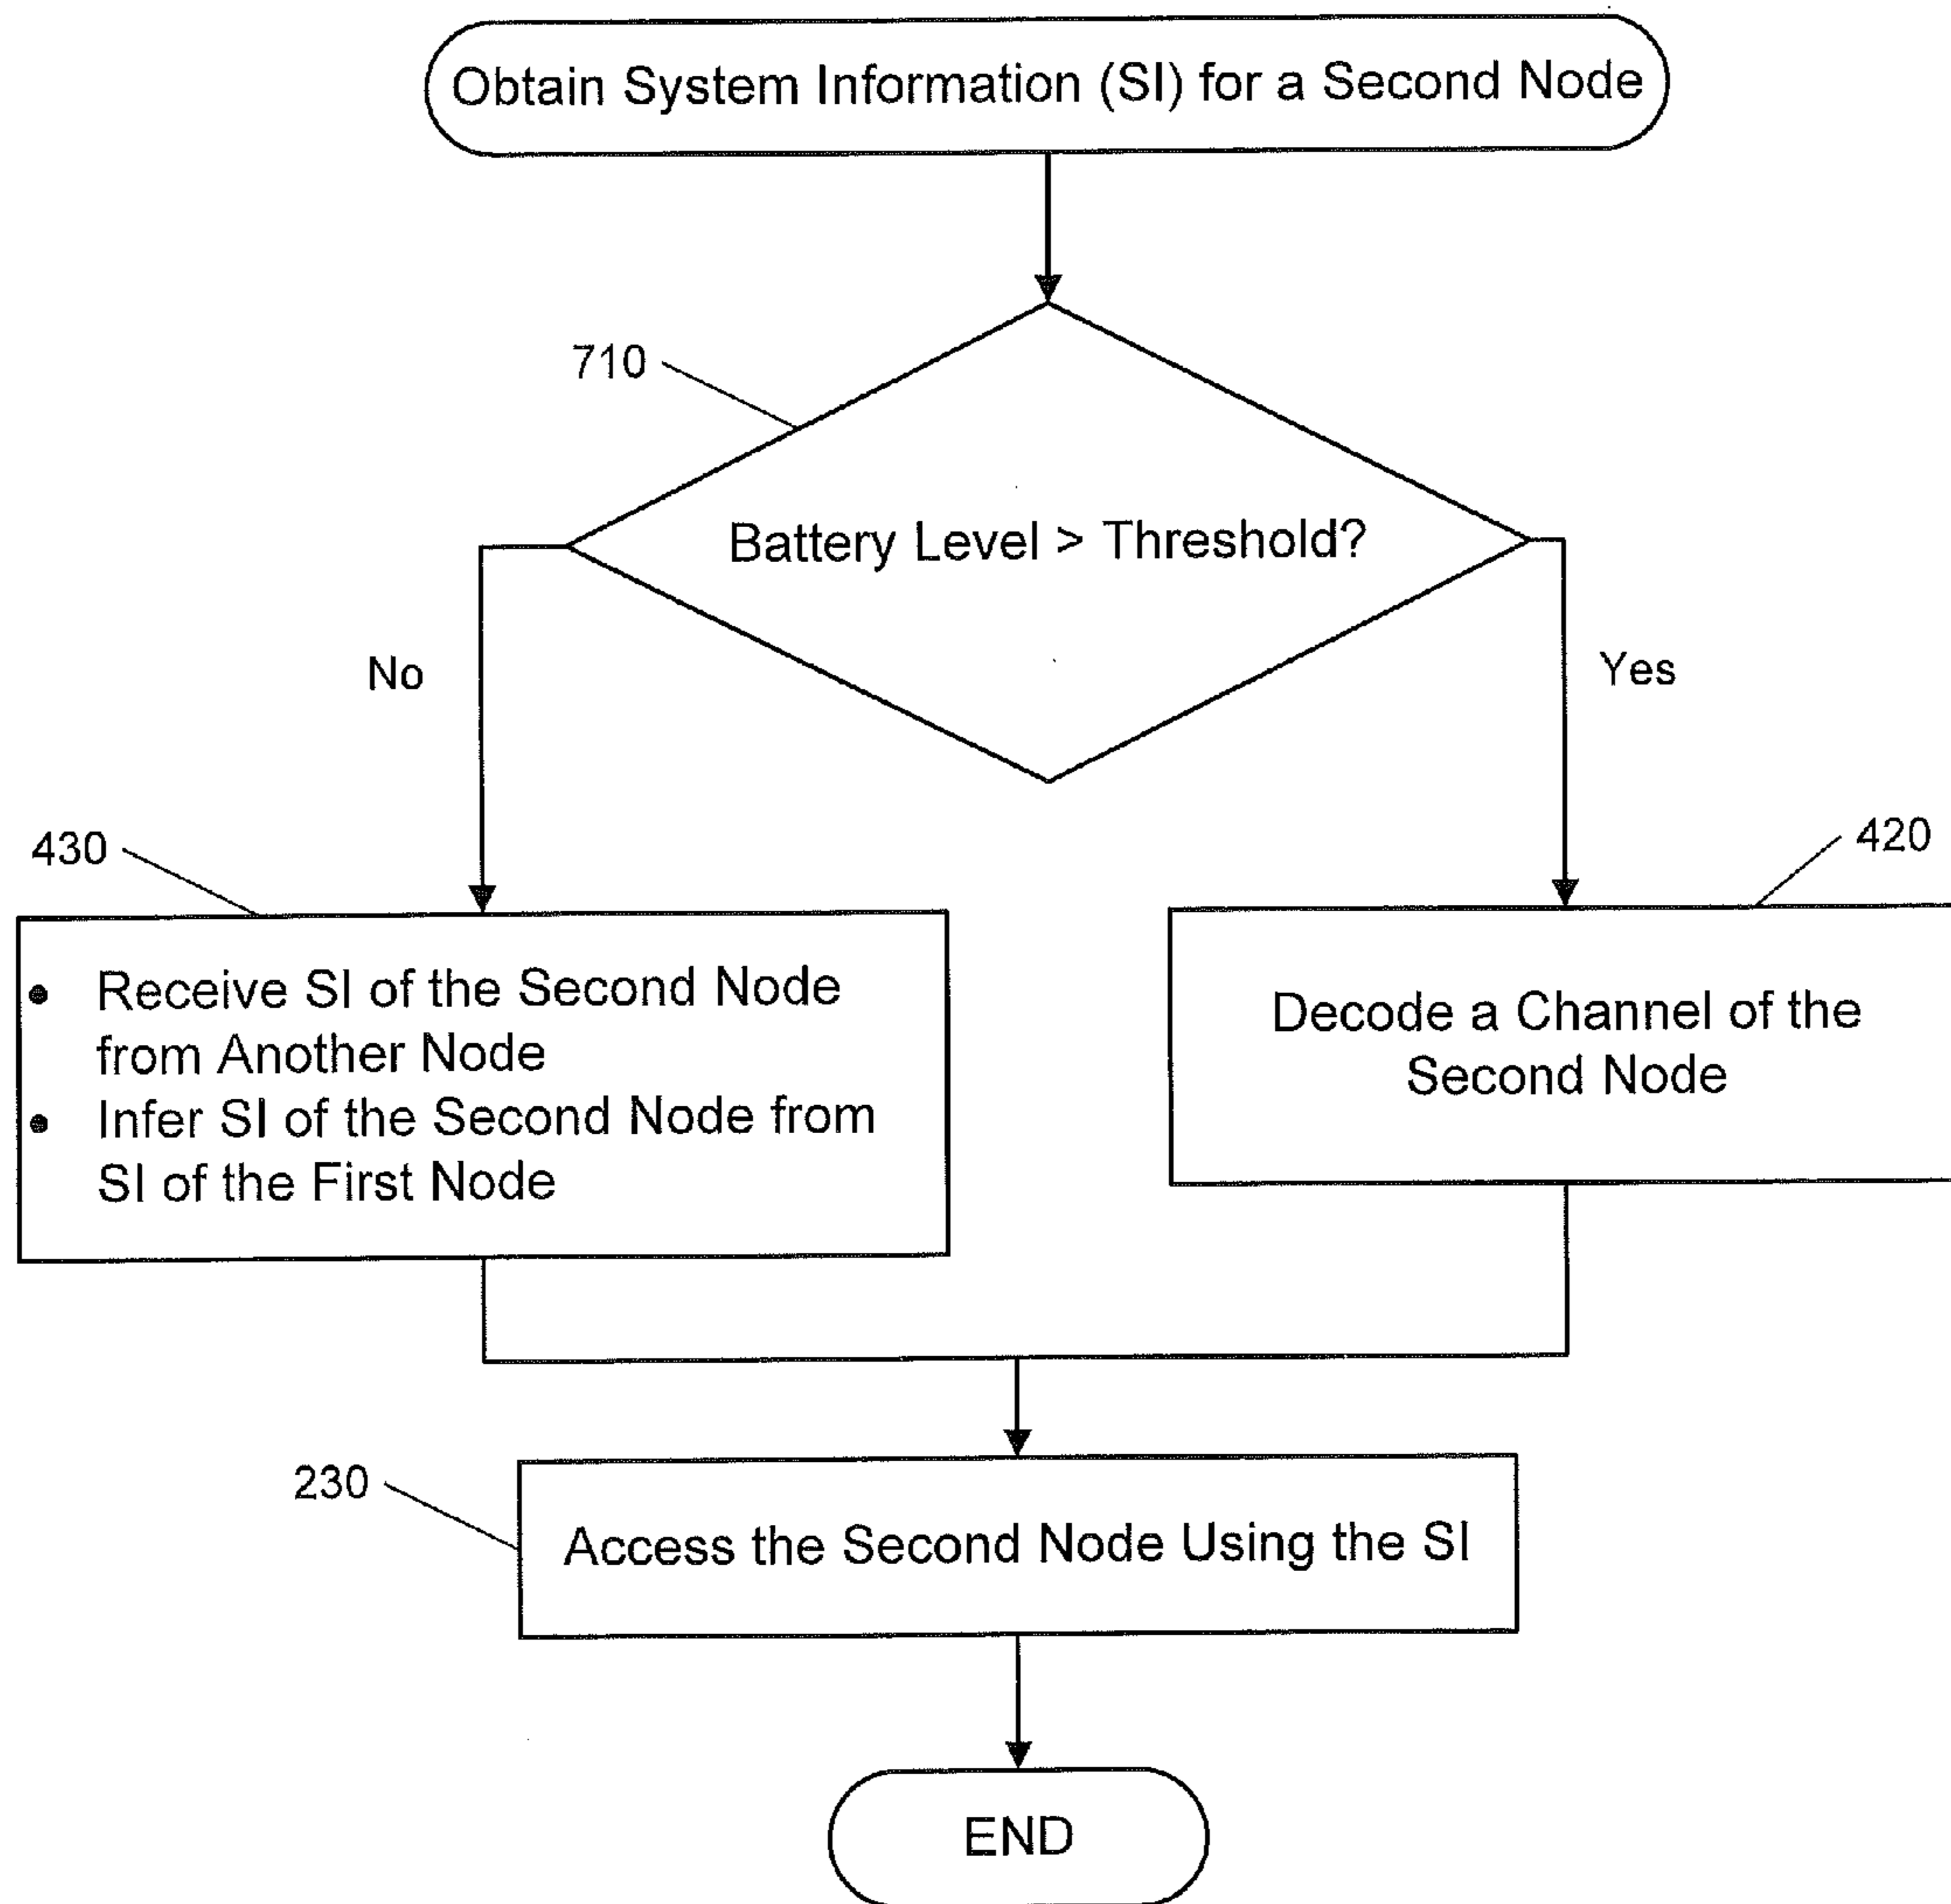 Obtain System Information (SI) for a Second Node
710
Battery Level > Threshold?
No
Yes
430
420
• Receive SI of the Second Node
from Another Node
• Infer SI of the Second Node from
SI of the First Node
Decode a Channel of the
Second Node
230
Access the Second Node Using the SI
END